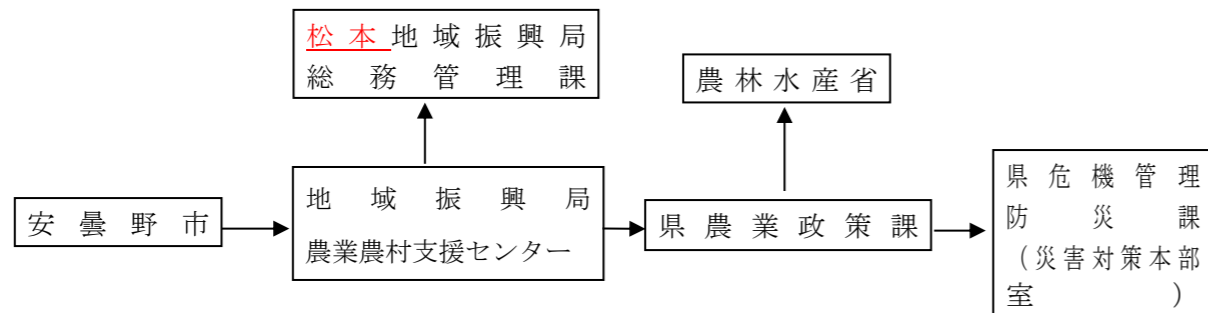 松本地域振興局
総務管理課
農林水産省
安曇野市
地域振興局
農業農村支援センター
県農業政策課
県危機管理
防災課
（災害対策本部
室）